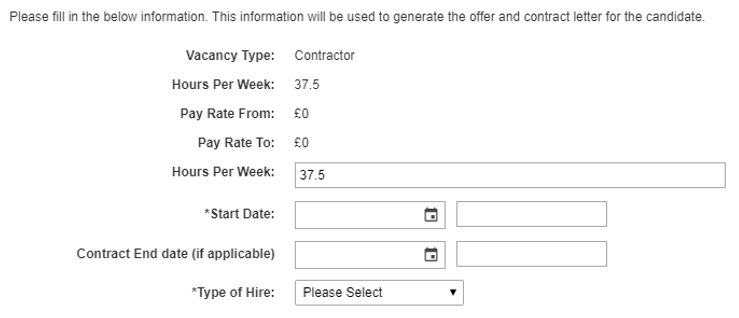 Please fill in the below information. This information will be used to generate the offer and contract letter for the candidate.
Vacancy Type: Contractor
Hours Per Week: 37.5
Pay Rate From: £0
Pay Rate To: £0
Hours Per Week: 37.5
*Start Date:
Contract End date (if applicable)
*Type of Hire: Please Select